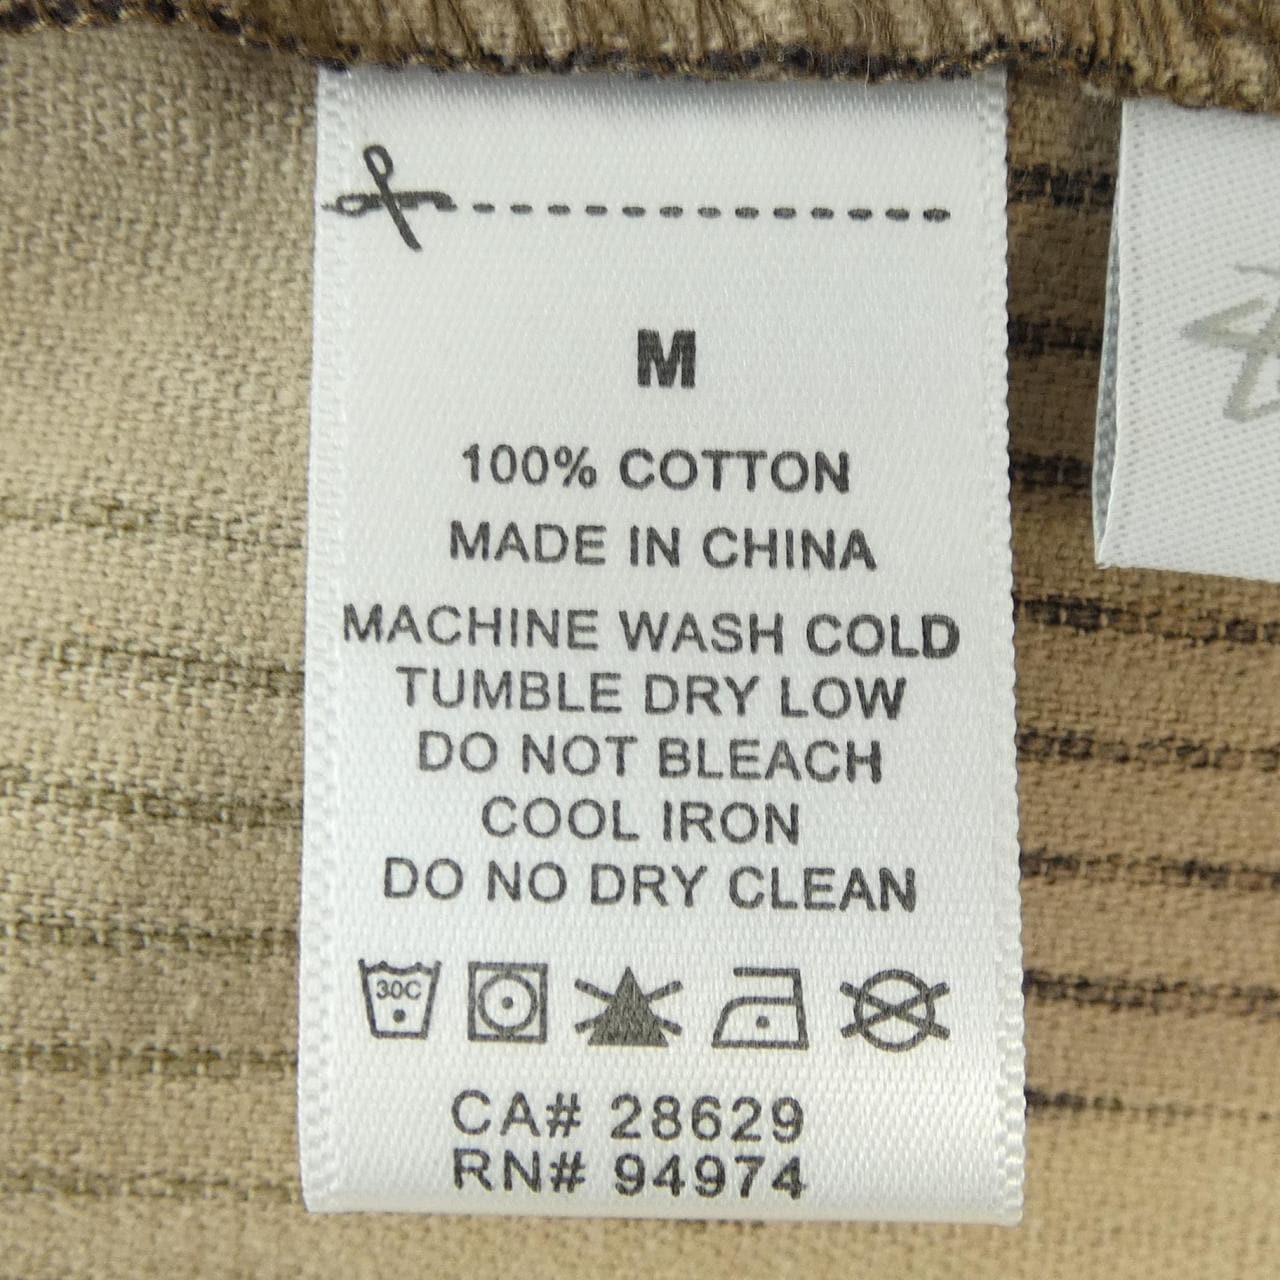 M
100% COTTON
MADE IN CHINA
MACHINE WASH COLD
TUMBLE DRY LOW
DO NOT BLEACH
COOL IRON
DO NO DRY CLEAN
30C
CA# 28629
RN# 94974